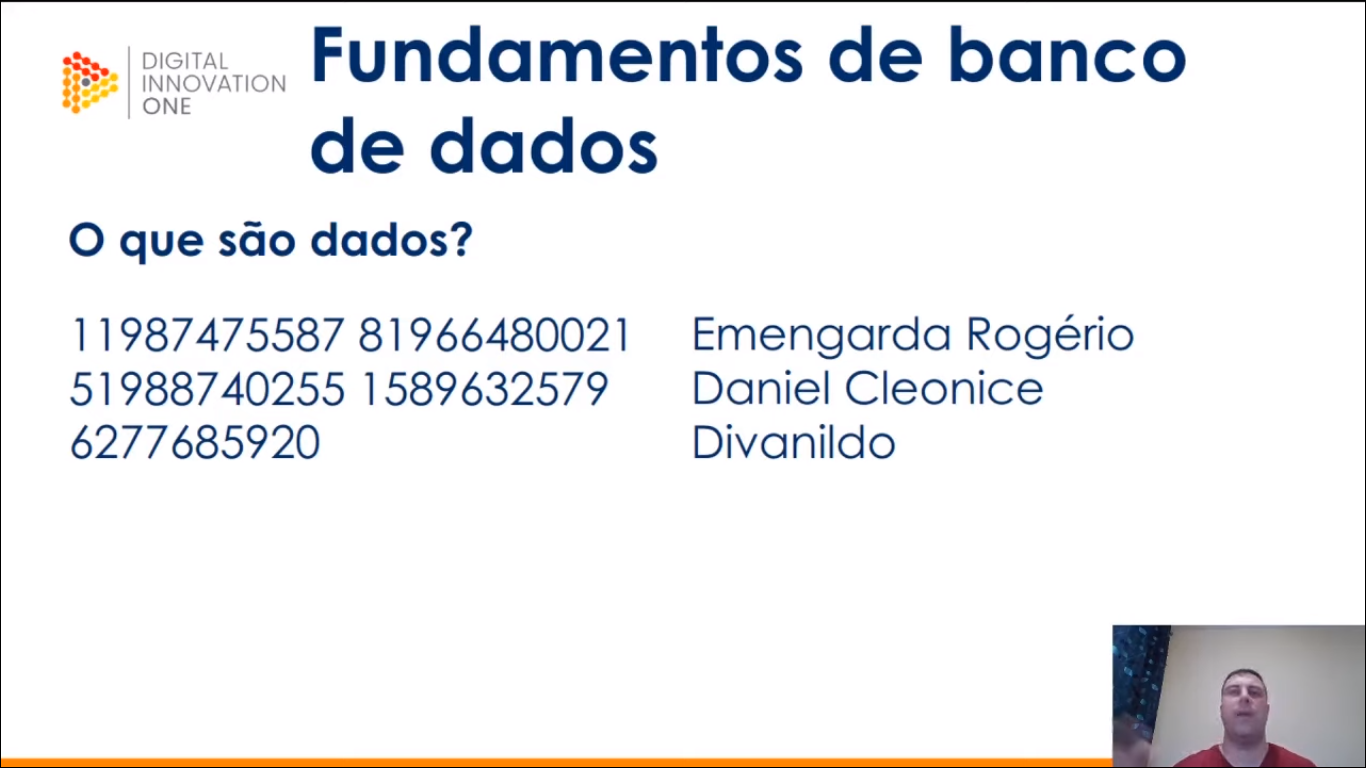 DIGITAL
INNOVATION
ONE
Fundamentos de banco
de dados
O que são dados?
11987475587 81966480021
51988740255 1589632579
6277685920
Emengarda Rogério
Daniel Cleonice
Divanildo